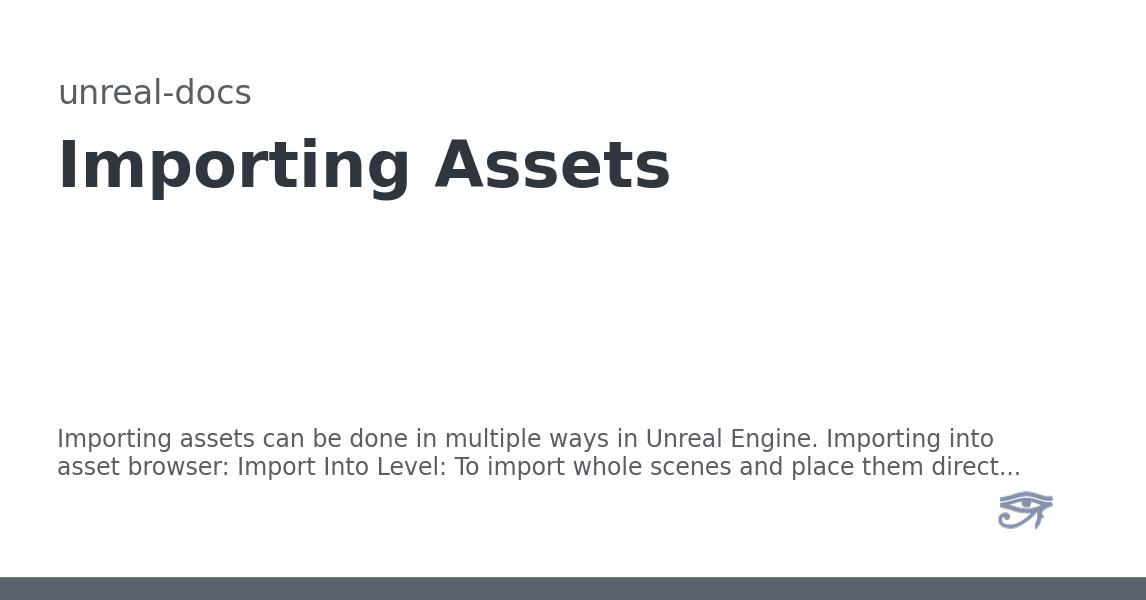 unreal-docs
Importing Assets
Importing assets can be done in multiple ways in Unreal Engine. Importing into
asset browser: Import Into Level: To import whole scenes and place them direct...